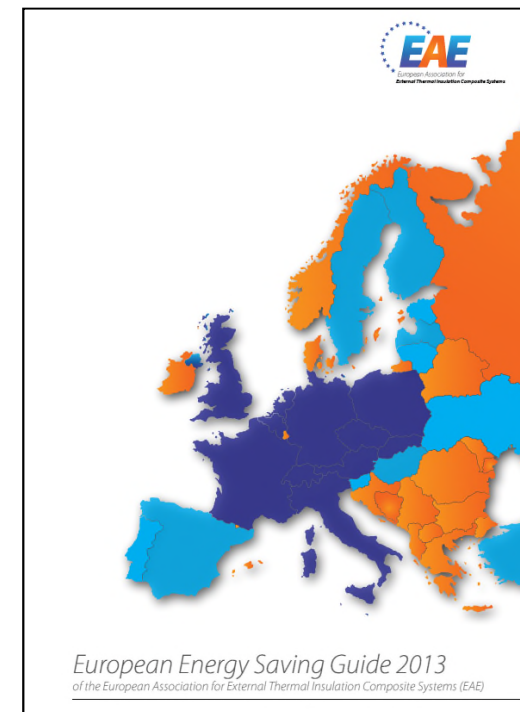 EAE
European Association for
External Thermal Insulation Composite Systems
European Energy Saving Guide 2013
of the European Association for External Thermal Insulation Composite Systems (EAE)